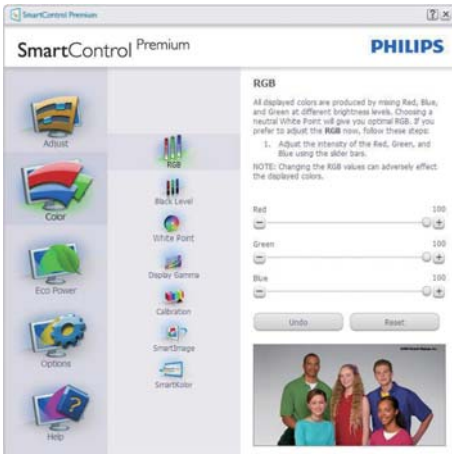 SmartControl Premium
SmartControl Premium
PHILIPS
Adjust
Color
Eco Power
Options
Help
RGB
Black Level
White Point
Display Gamma
Calibration
SmartImage
SmartKolor
RGB
All displayed colors are produced by mixing Red, Blue,
and Green at different brightness levels. Choosing a
neutral White Point will give you optimal RGB. If you
prefer to adjust the RGB now, follow these steps:
1. Adjust the intensity of the Red, Green, and
Blue using the slider bars.
NOTE: Changing the RGB values can adversely effect
the displayed colors.
Red 100
Green 100
Blue 100
Undo
Reset